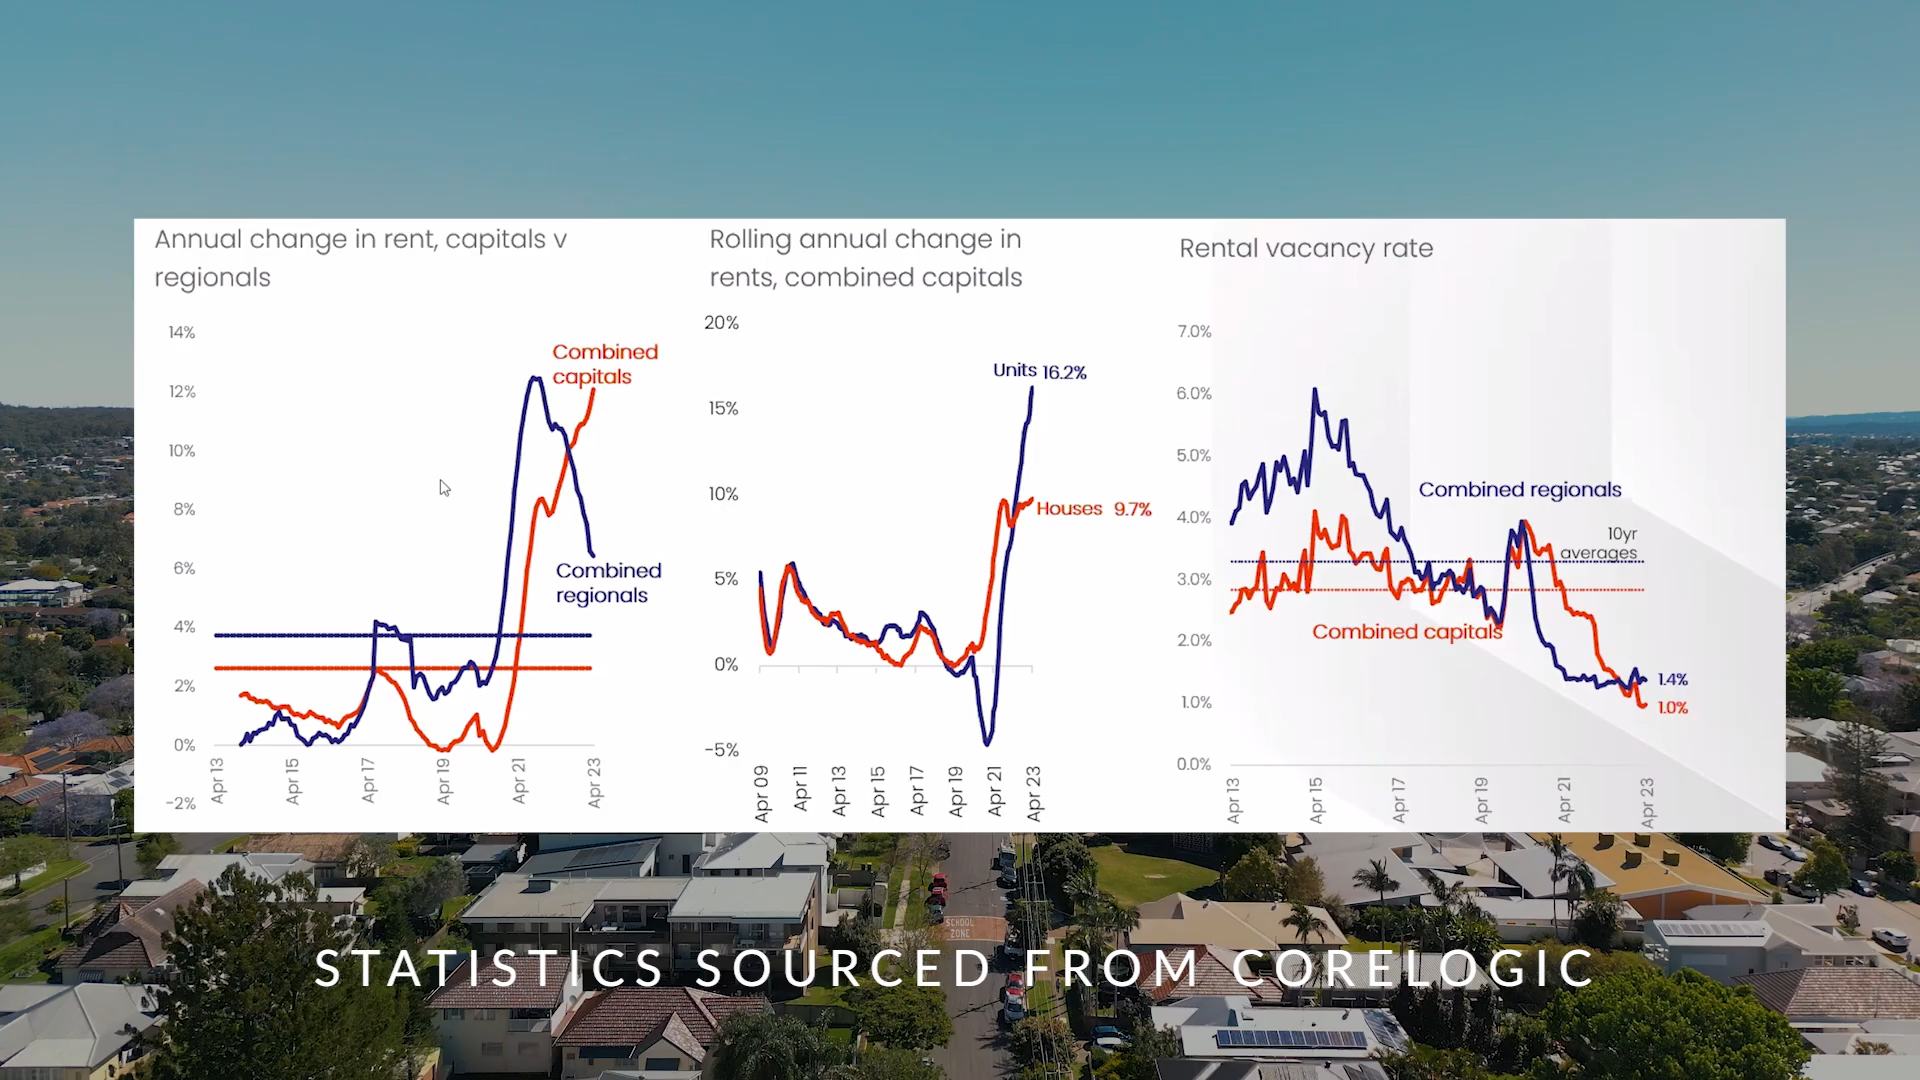 Annual change in rent, capitals v
regionals
14%
12%
10%
8%
6%
4%
2%
0%
-2%
Combined
capitals
Combined
regionals
Apr 13
Apr 15
Apr 17
Apr 19
Apr 21
Apr 23
Rolling annual change in
rents, combined capitals
20%
15%
10%
5%
0%
-5%
Units 16.2%
Houses 9.7%
Apr 09
Apr 11
Apr 13
Apr 15
Apr 17
Apr 19
Apr 21
Apr 23
Rental vacancy rate
7.0%
6.0%
5.0%
4.0%
3.0%
2.0%
1.0%
0.0%
Combined regionals
10yr
averages
Combined capitals
1.4%
1.0%
Apr 13
Apr 15
Apr 17
Apr 19
Apr 21
Apr 23
SCHOOL
ZONE
STATISTICS SOURCED FROM CORELOGIC